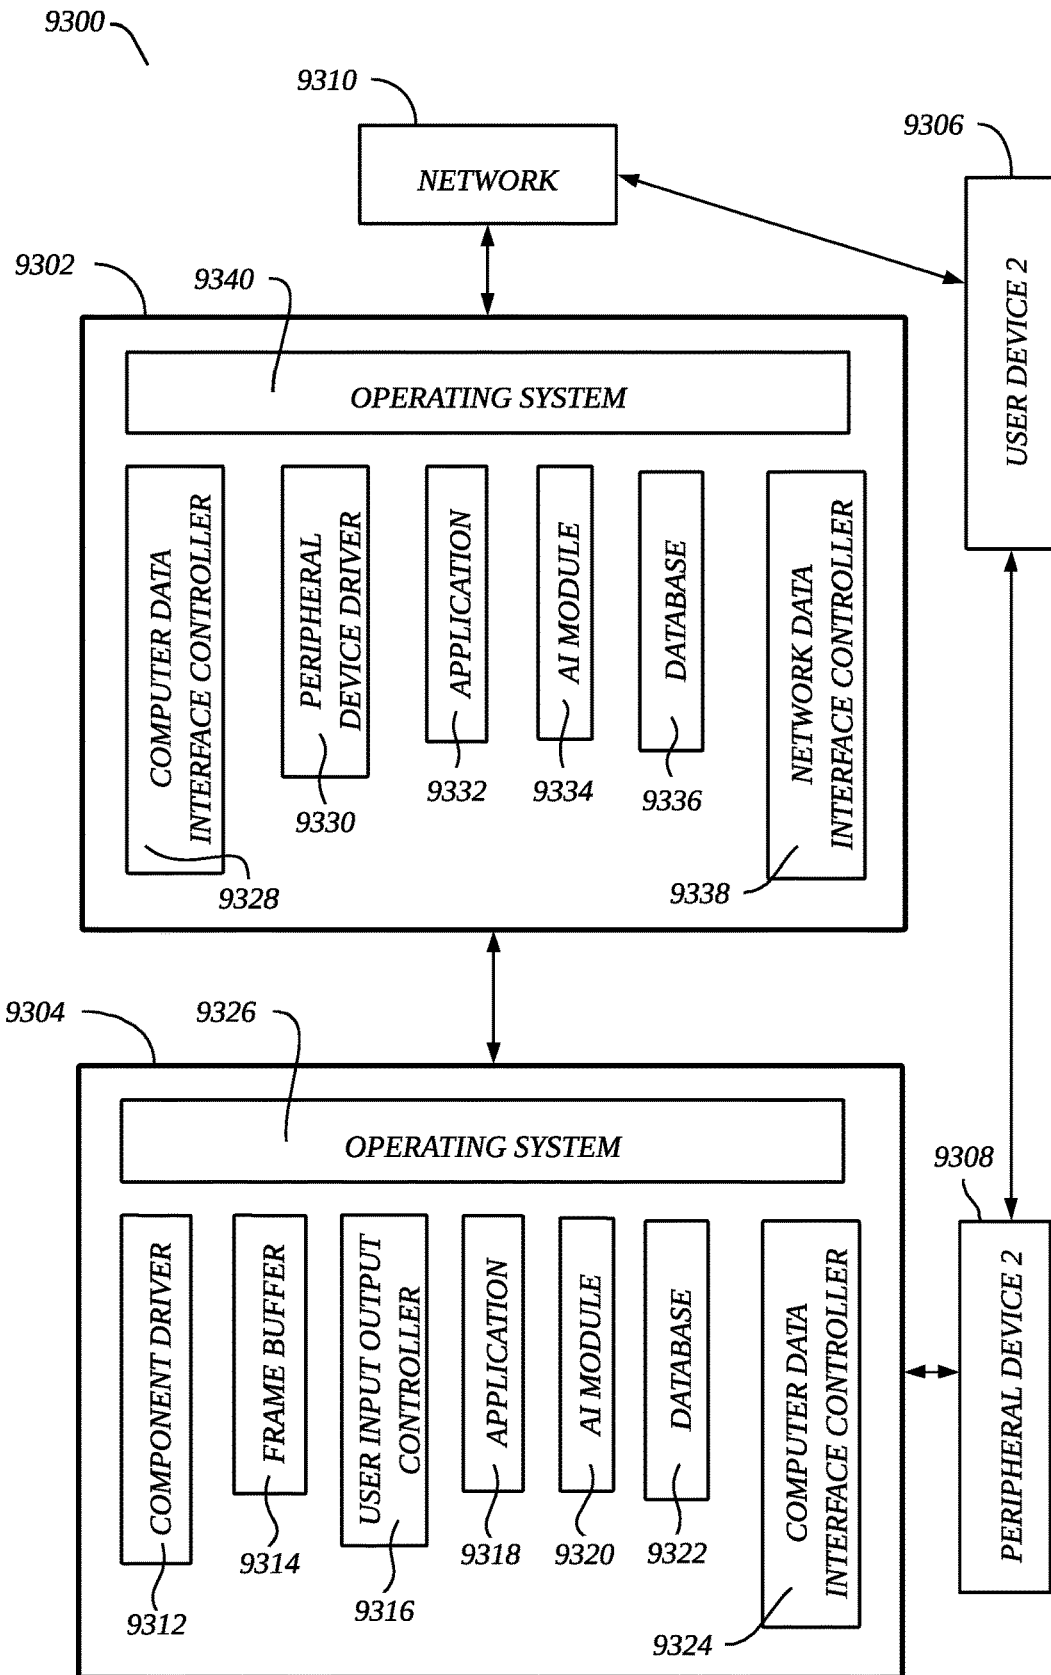 9300
9310
NETWORK
9306
USER DEVICE 2
9302
9340
OPERATING SYSTEM
COMPUTER DATA
INTERFACE CONTROLLER
9328
PERIPHERAL
DEVICE DRIVER
9330
APPLICATION
9332
AI MODULE
9334
DATABASE
9336
NETWORK DATA
INTERFACE CONTROLLER
9338
9304
9326
OPERATING SYSTEM
COMPONENT DRIVER
9312
FRAME BUFFER
9314
USER INPUT OUTPUT
CONTROLLER
9316
APPLICATION
9318
AI MODULE
9320
DATABASE
9322
COMPUTER DATA
INTERFACE CONTROLLER
9324
9308
PERIPHERAL DEVICE 2